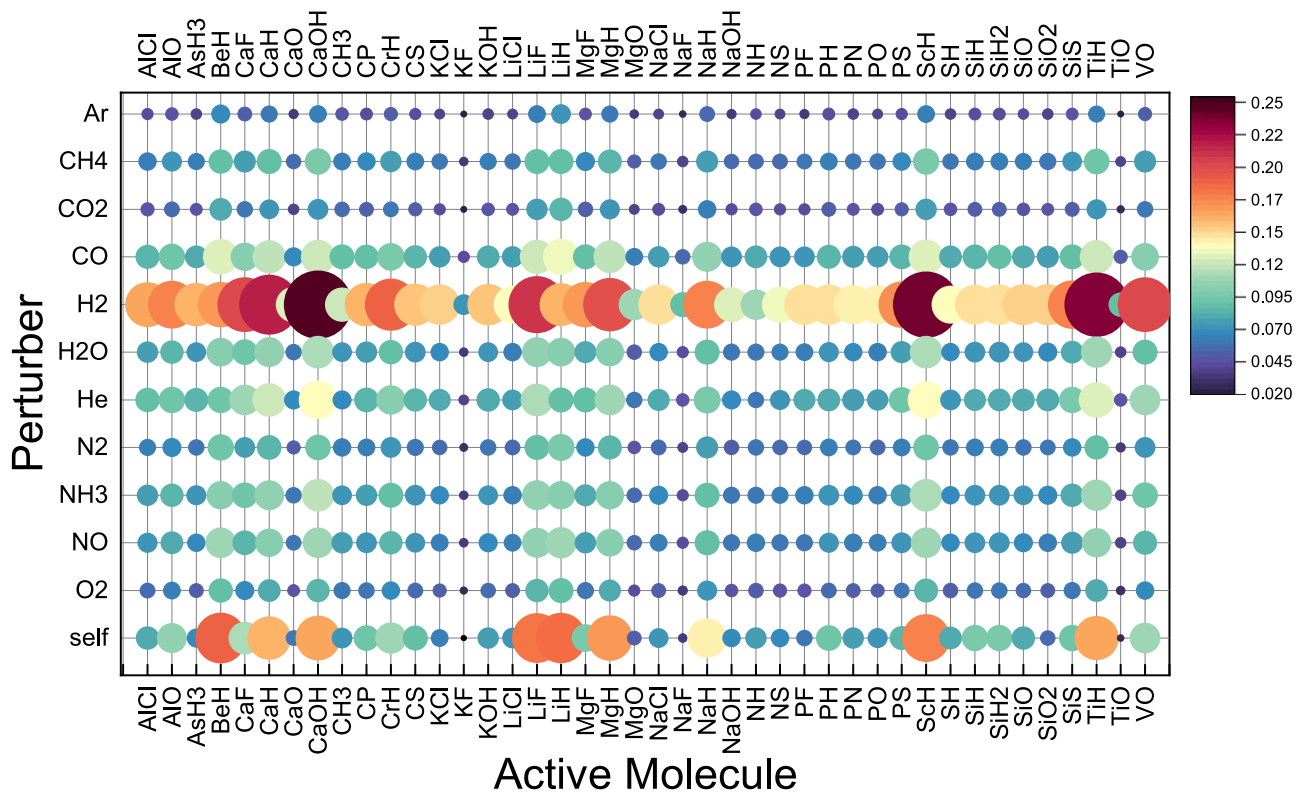 AlCl AlO AsH3 BeH CaF CaH CaO CaOH CH3 CP CrH CS KCl KF KOH LiCl LiF LiH MgF MgH MgO NaCl NaF NaH NaOH NH NS PF PH PN PO PS ScH SH SiH SiH2 SiO SiO2 SiS TiH TiO VO
Ar
CH4
CO2
CO
H2
H2O
He
N2
NH3
NO
O2
self
Perturber
0.25
0.22
0.20
0.17
0.15
0.12
0.095
0.070
0.045
0.020
AlCl AlO AsH3 BeH CaF CaH CaO CaOH CH3 CP CrH CS KCl KF KOH LiCl LiF LiH MgF MgH MgO NaCl NaF NaH NaOH NH NS PF PH PN PO PS ScH SH SiH SiH2 SiO SiO2 SiS TiH TiO VO
Active Molecule